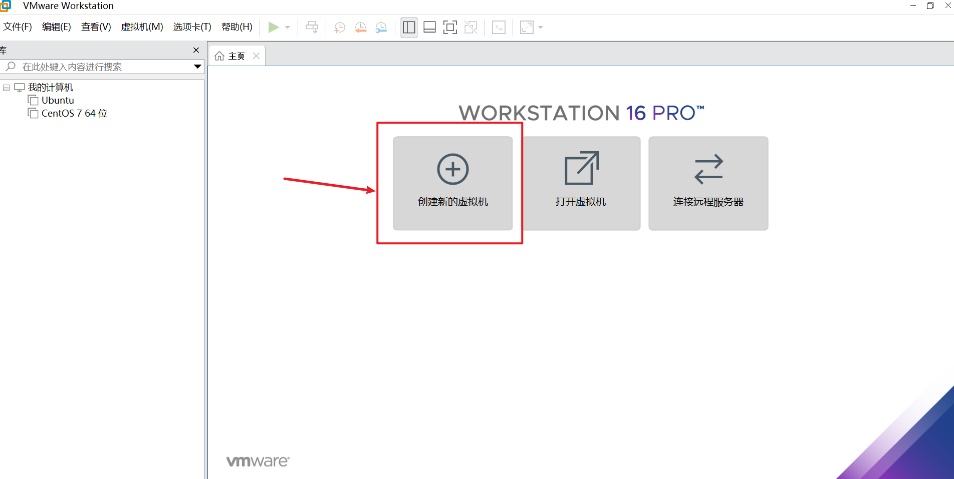 VMware Workstation
文件(F) 编辑(E) 查看(V) 虚拟机(M) 选项卡(T) 帮助(H)
库
主页
在此处键入内容进行搜索
我的计算机
Ubuntu
CentOS 7 64 位
WORKSTATION 16 PRO™
创建新的虚拟机
打开虚拟机
连接远程服务器
vmware®